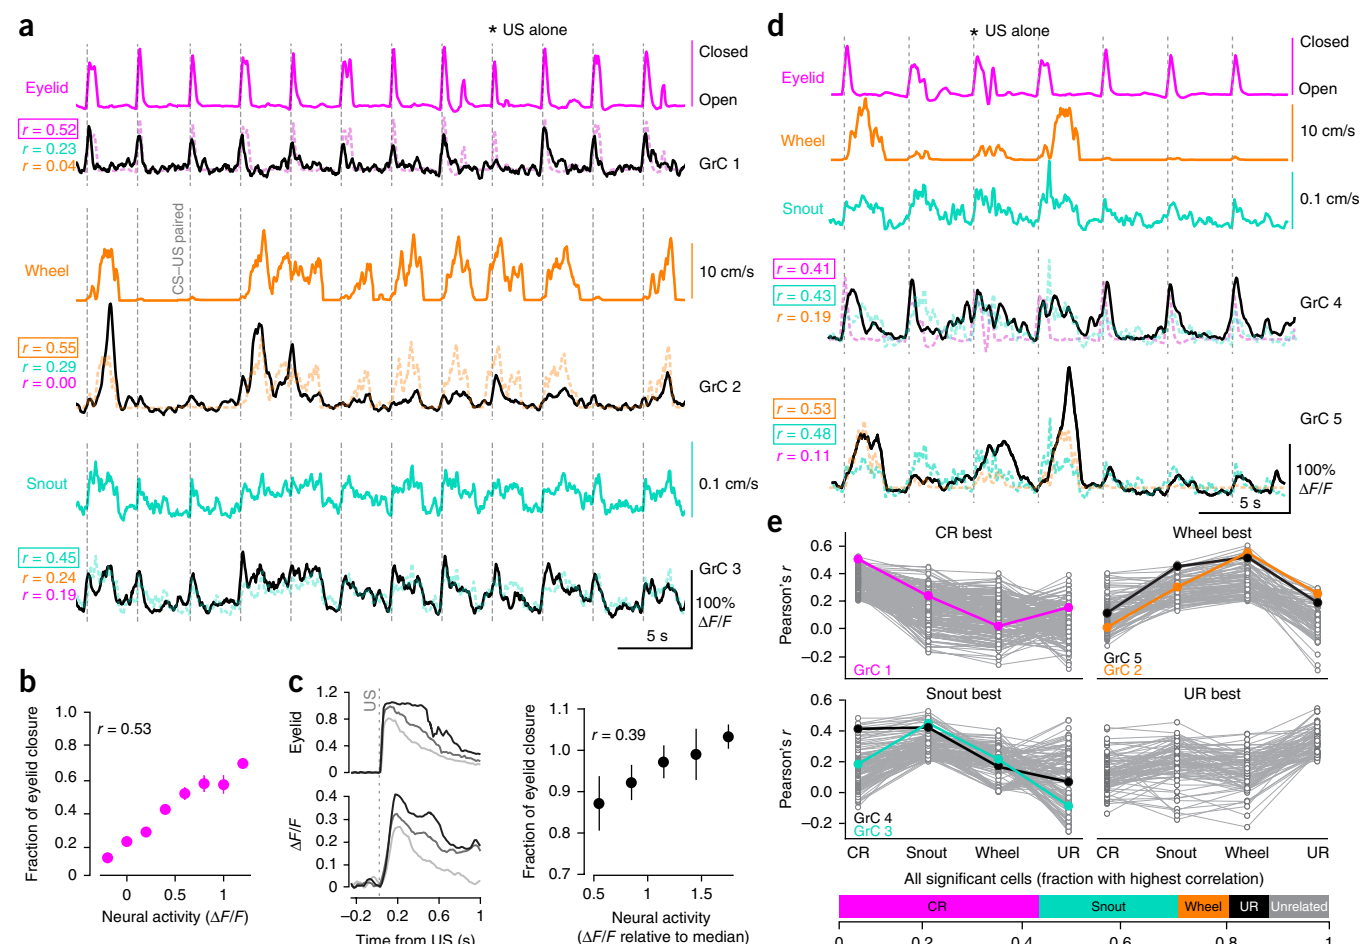 a
* US alone
Closed
Eyelid
Open
r = 0.52
r = 0.23
r = 0.04
GrC 1
CS–US paired
Wheel
10 cm/s
r = 0.55
r = 0.29
r = 0.00
GrC 2
Snout
0.1 cm/s
r = 0.45
r = 0.24
r = 0.19
GrC 3
100%
ΔF/F
5 s
d
* US alone
Closed
Eyelid
Open
Wheel
10 cm/s
Snout
0.1 cm/s
r = 0.41
r = 0.43
r = 0.19
GrC 4
r = 0.53
r = 0.48
r = 0.11
GrC 5
100%
ΔF/F
5 s
b
r = 0.53
Fraction of eyelid closure
1.0
0.8
0.6
0.4
0.2
0
0 0.5 1.0
Neural activity (ΔF/F)
c
US
Eyelid
1.2
0.8
0.4
0
ΔF/F
0.4
0.3
0.2
0.1
0
–0.2 0.2 0.6 1
Time from US (s)
r = 0.39
Fraction of eyelid closure
1.1
1.0
0.9
0.8
0.7
0.5 1 1.5
Neural activity
(ΔF/F relative to median)
e
CR best
Wheel best
Pearson's r
0.6
0.4
0.2
0.0
–0.2
GrC 1
GrC 5
GrC 2
Snout best
UR best
Pearson's r
0.6
0.4
0.2
0.0
–0.2
GrC 4
GrC 3
CR Snout Wheel UR
CR Snout Wheel UR
All significant cells (fraction with highest correlation)
CR Snout Wheel UR Unrelated
0 0.2 0.4 0.6 0.8 1